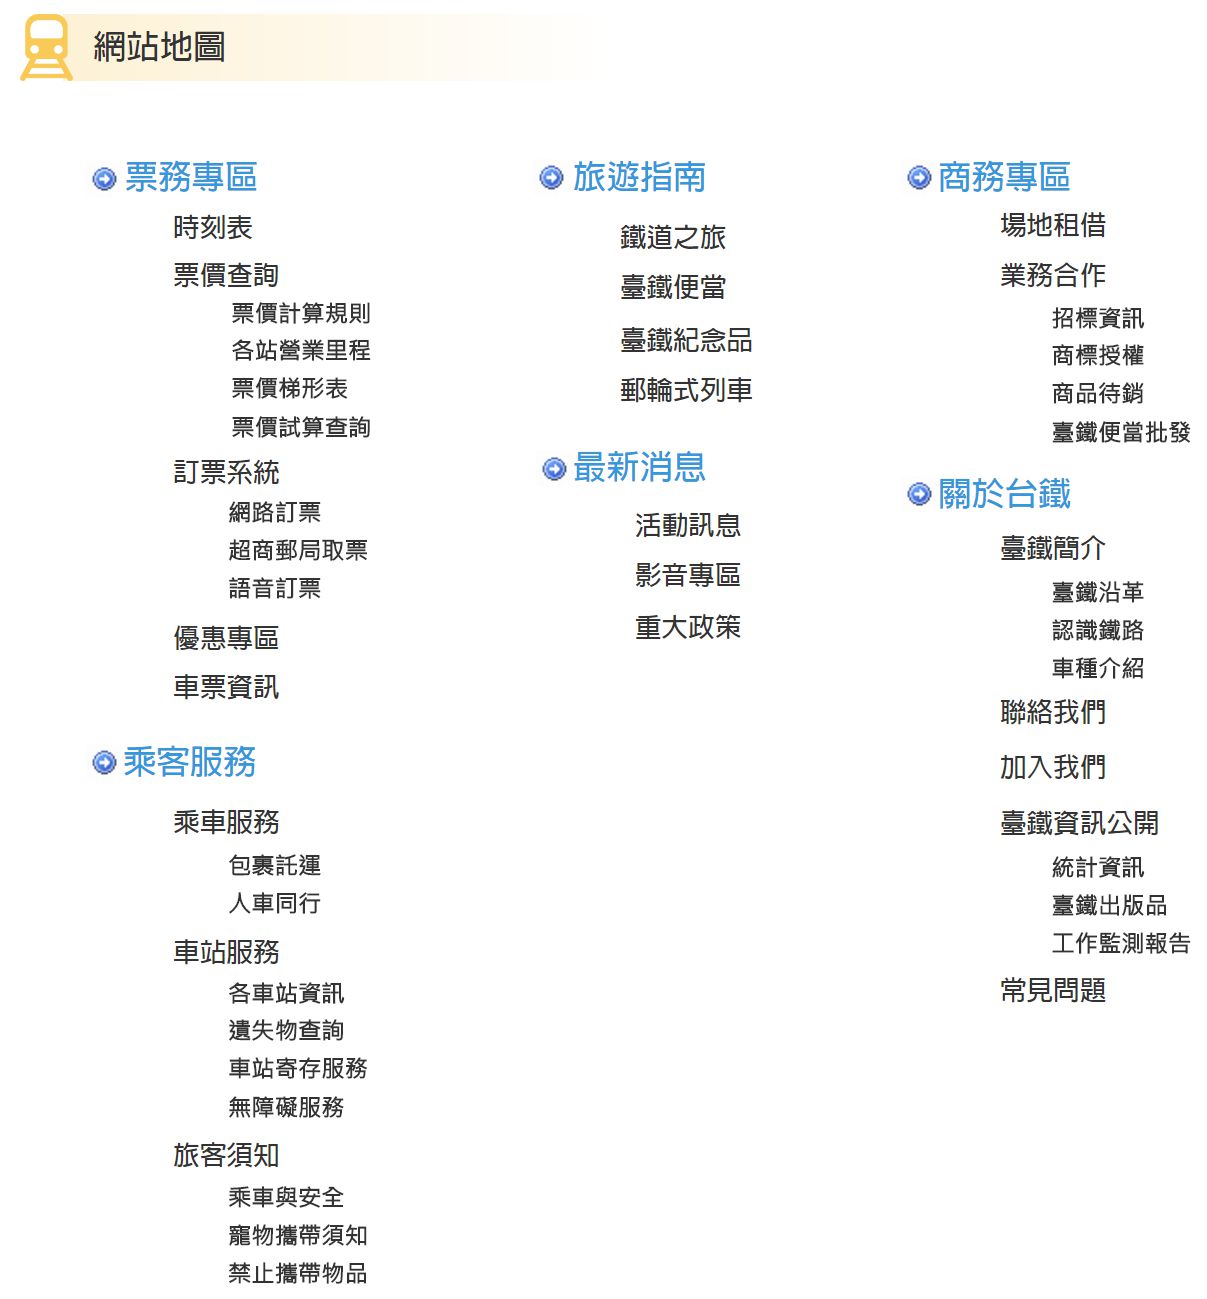 網站地圖
票務專區
時刻表
票價查詢
票價計算規則
各站營業里程
票價梯形表
票價試算查詢
訂票系統
網路訂票
超商郵局取票
語音訂票
優惠專區
車票資訊
乘客服務
乘車服務
包裹託運
人車同行
車站服務
各車站資訊
遺失物查詢
車站寄存服務
無障礙服務
旅客須知
乘車與安全
寵物攜帶須知
禁止攜帶物品
旅遊指南
鐵道之旅
臺鐵便當
臺鐵紀念品
郵輪式列車
最新消息
活動訊息
影音專區
重大政策
商務專區
場地租借
業務合作
招標資訊
商標授權
商品待銷
臺鐵便當批發
關於台鐵
臺鐵簡介
臺鐵沿革
認識鐵路
車種介紹
聯絡我們
加入我們
臺鐵資訊公開
統計資訊
臺鐵出版品
工作監測報告
常見問題